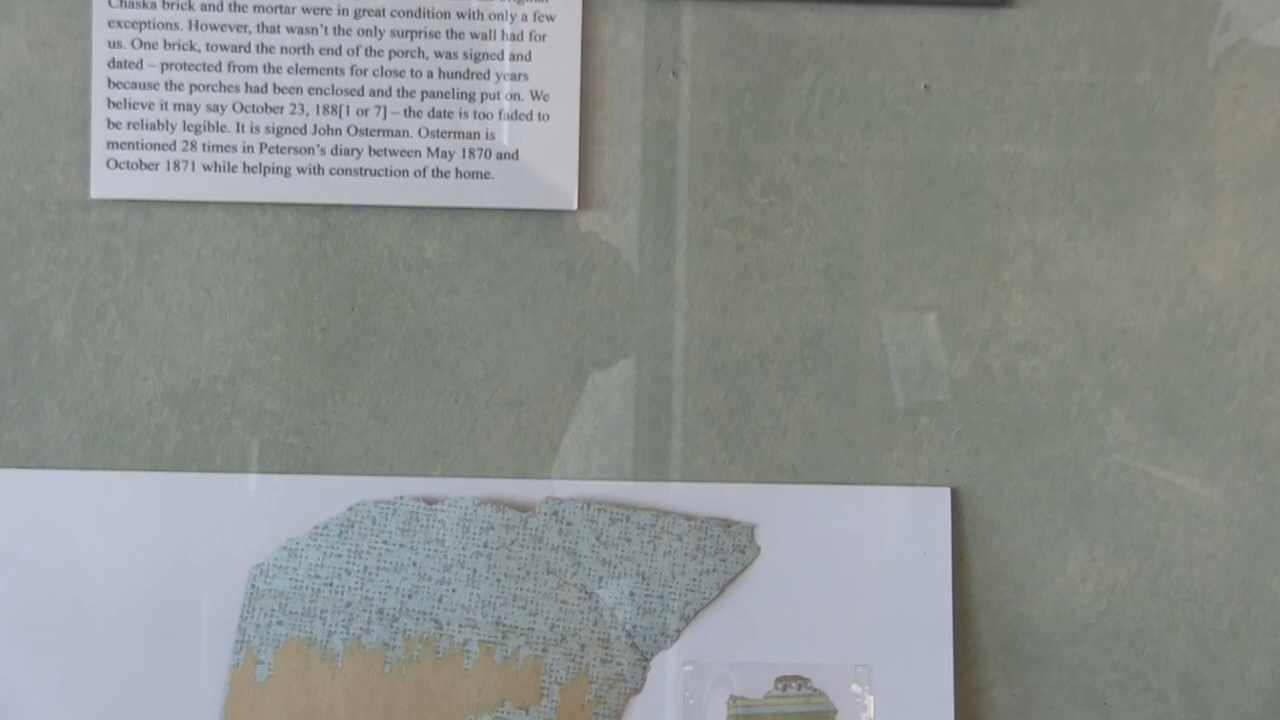 Chaska brick and the mortar were in great condition with only a few
exceptions. However, that wasn't the only surprise the wall had for
us. One brick, toward the north end of the porch, was signed and
dated – protected from the elements for close to a hundred years
because the porches had been enclosed and the paneling put on. We
believe it may say October 23, 188[1 or 7] – the date is too faded to
be reliably legible. It is signed John Osterman. Osterman is
mentioned 28 times in Peterson's diary between May 1870 and
October 1871 while helping with construction of the home.